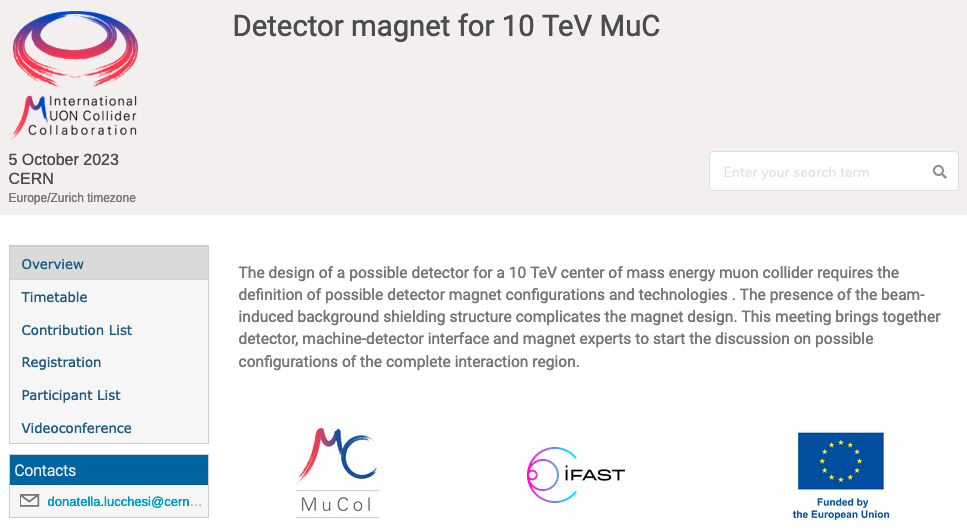 Detector magnet for 10 TeV MuC
International
MUON Collider
Collaboration
5 October 2023
CERN
Europe/Zurich timezone
Enter your search term
Overview
Timetable
Contribution List
Registration
Participant List
Videoconference
Contacts
donatella.lucchesi@cern...
The design of a possible detector for a 10 TeV center of mass energy muon collider requires the
definition of possible detector magnet configurations and technologies . The presence of the beam-
induced background shielding structure complicates the magnet design. This meeting brings together
detector, machine-detector interface and magnet experts to start the discussion on possible
configurations of the complete interaction region.
MC
MuCol
iFAST
Funded by
the European Union